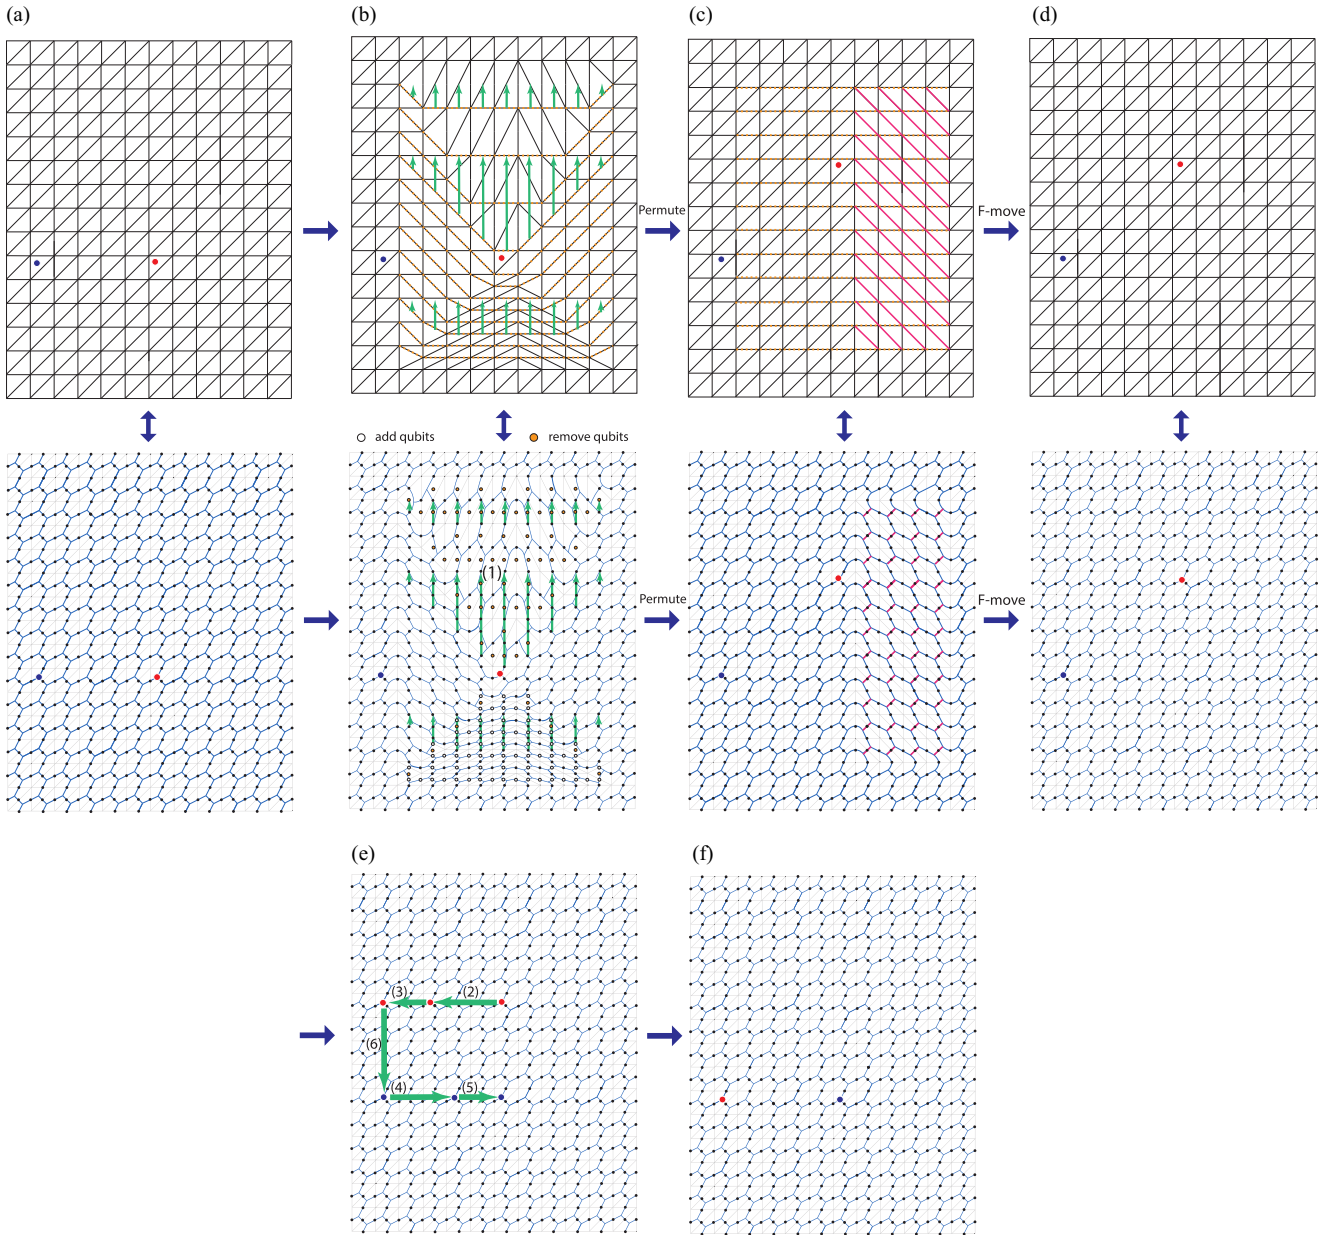 (a)
(b)
(c)
(d)
Permute
F-move
add qubits
remove qubits
(1)
Permute
F-move
(e)
(f)
(3)
(2)
(6)
(4)
(5)